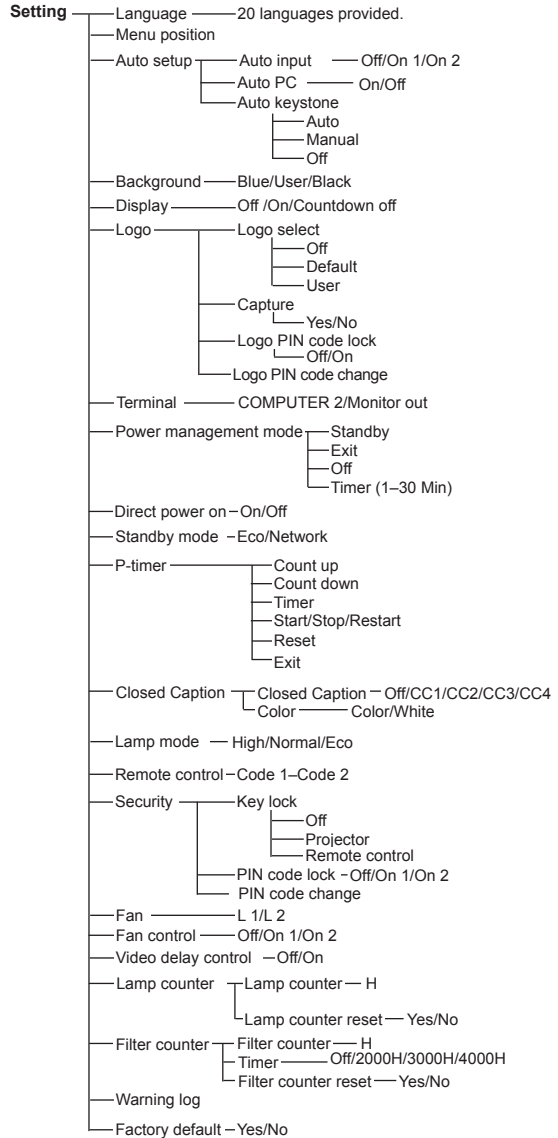 Setting Language 20 languages provided.
Menu position
Auto setup Auto input Off/On 1/On 2
Auto PC On/Off
Auto keystone
Auto
Manual
Off
Background Blue/User/Black
Display Off /On/Countdown off
Logo Logo select
Off
Default
User
Capture
Yes/No
Logo PIN code lock
Off/On
Logo PIN code change
Terminal COMPUTER 2/Monitor out
Power management mode Standby
Exit
Off
Timer (1–30 Min)
Direct power on On/Off
Standby mode Eco/Network
P-timer Count up
Count down
Timer
Start/Stop/Restart
Reset
Exit
Closed Caption Closed Caption Off/CC1/CC2/CC3/CC4
Color Color/White
Lamp mode High/Normal/Eco
Remote control Code 1–Code 2
Security Key lock
Off
Projector
Remote control
PIN code lock Off/On 1/On 2
PIN code change
Fan L 1/L 2
Fan control Off/On 1/On 2
Video delay control Off/On
Lamp counter Lamp counter H
Lamp counter reset Yes/No
Filter counter Filter counter H
Timer Off/2000H/3000H/4000H
Filter counter reset Yes/No
Warning log
Factory default Yes/No